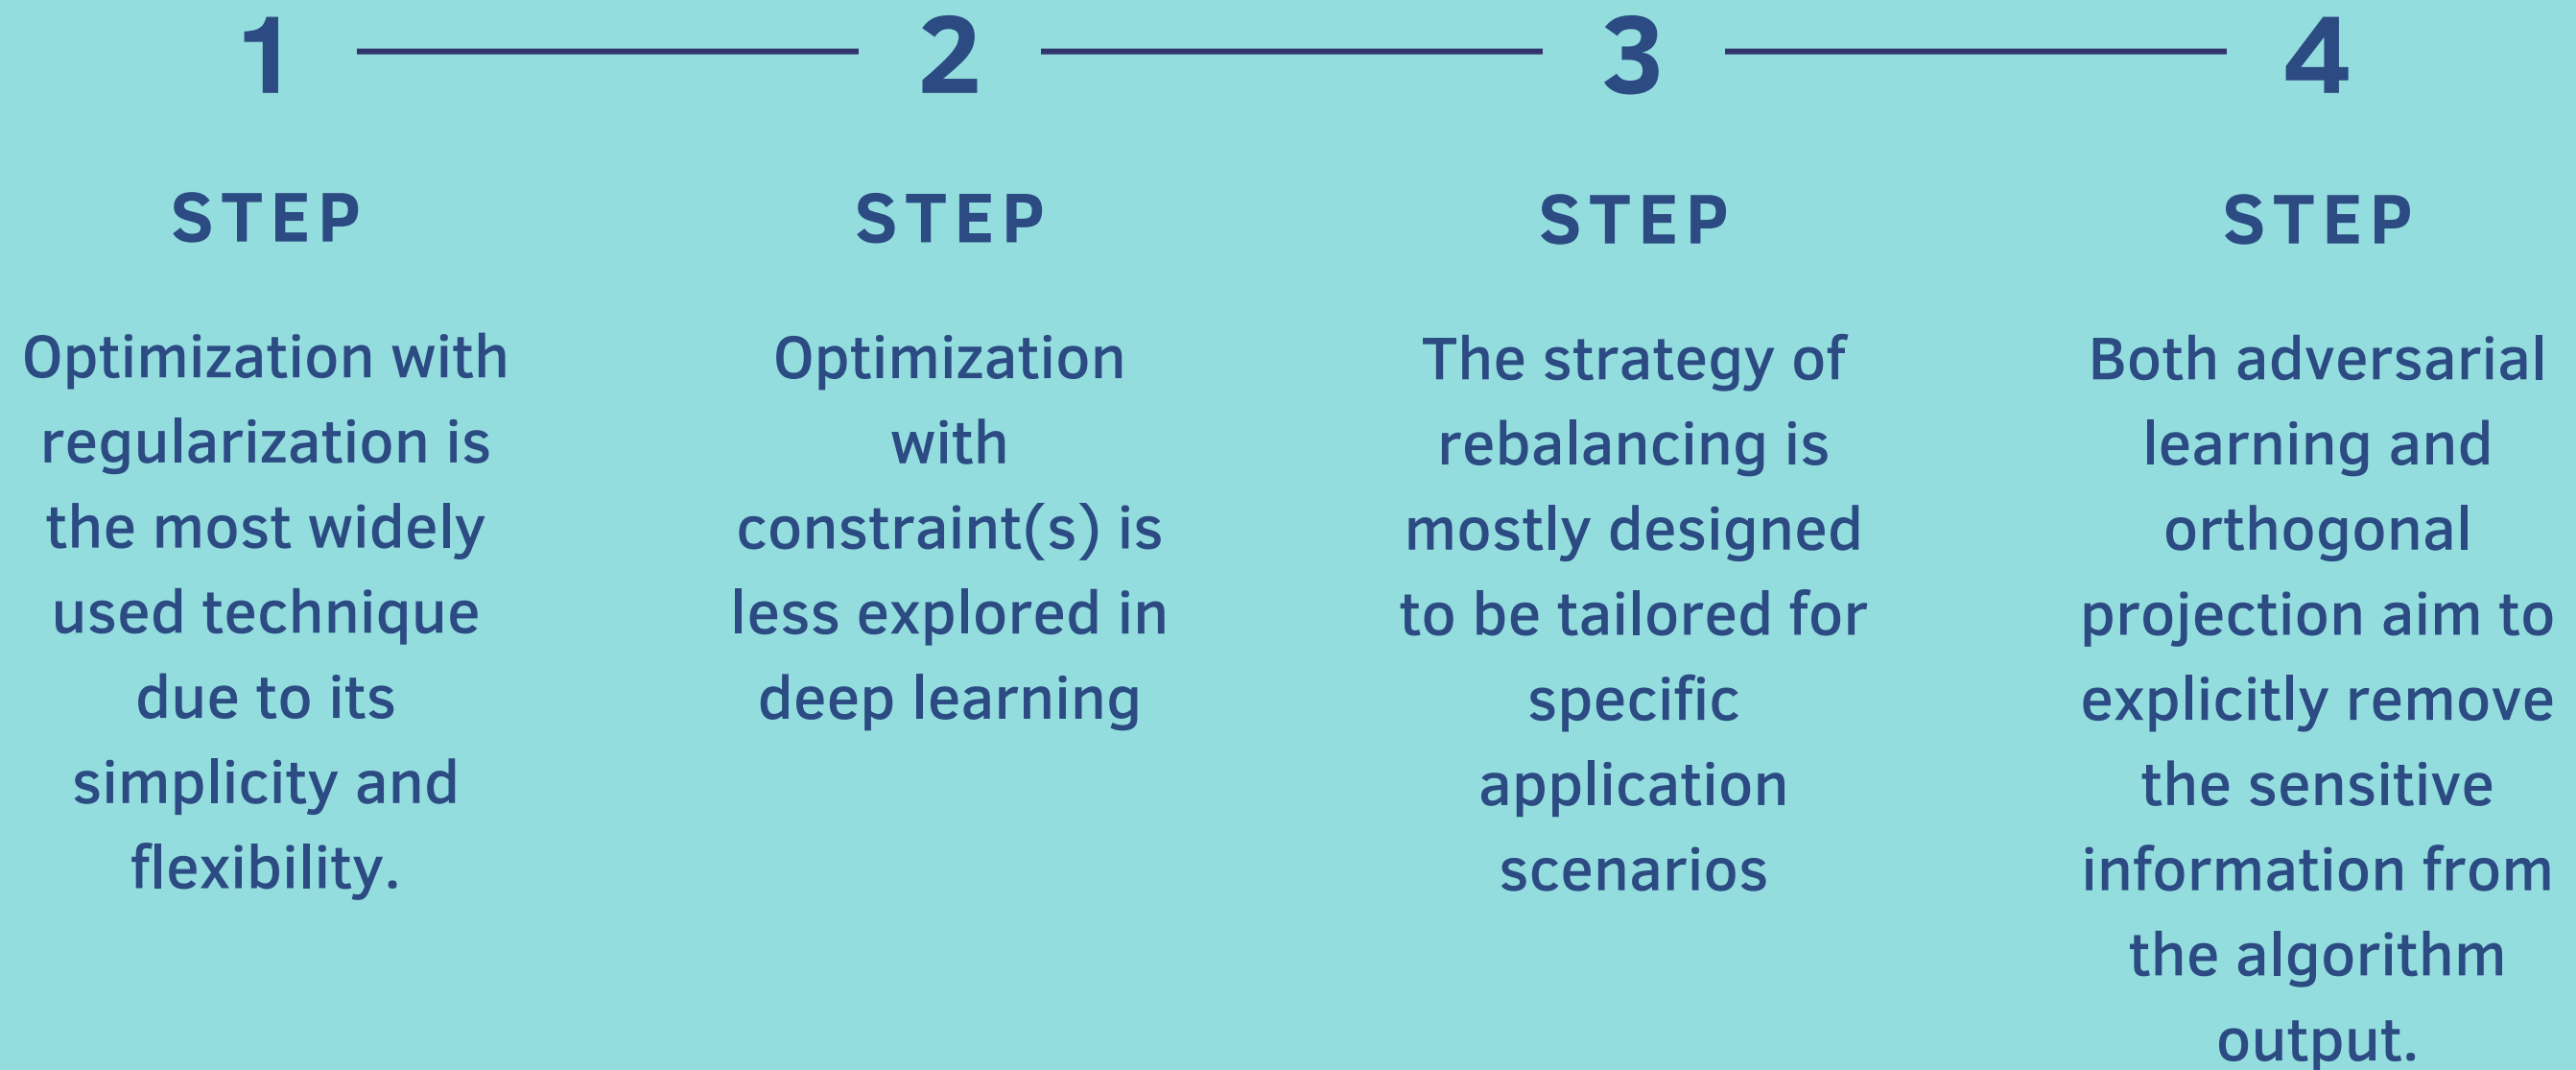 1
STEP
Optimization with
regularization is
the most widely
used technique
due to its
simplicity and
flexibility.
2
STEP
Optimization
with
constraint(s) is
less explored in
deep learning
3
STEP
The strategy of
rebalancing is
mostly designed
to be tailored for
specific
application
scenarios
4
STEP
Both adversarial
learning and
orthogonal
projection aim to
explicitly remove
the sensitive
information from
the algorithm
output.